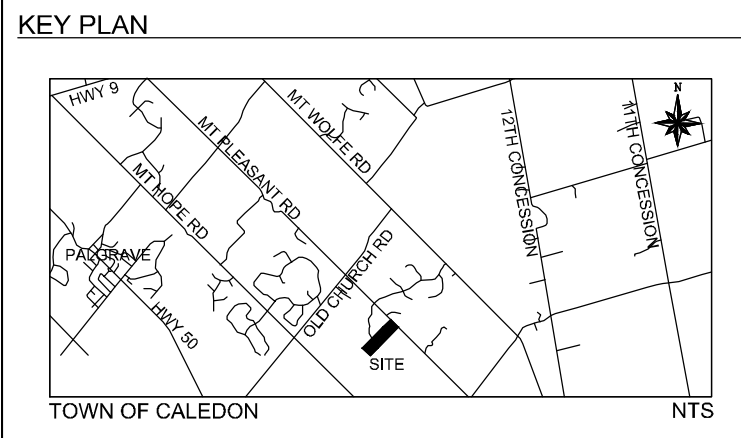 KEY PLAN
HWY 9
MT PLEASANT RD
MT WOLFE RD
12TH CONCESSION
11TH CONCESSION
N
MT HOPE RD
PALGRAVE
HWY 50
OLD CHURCH RD
SITE
TOWN OF CALEDON
NTS